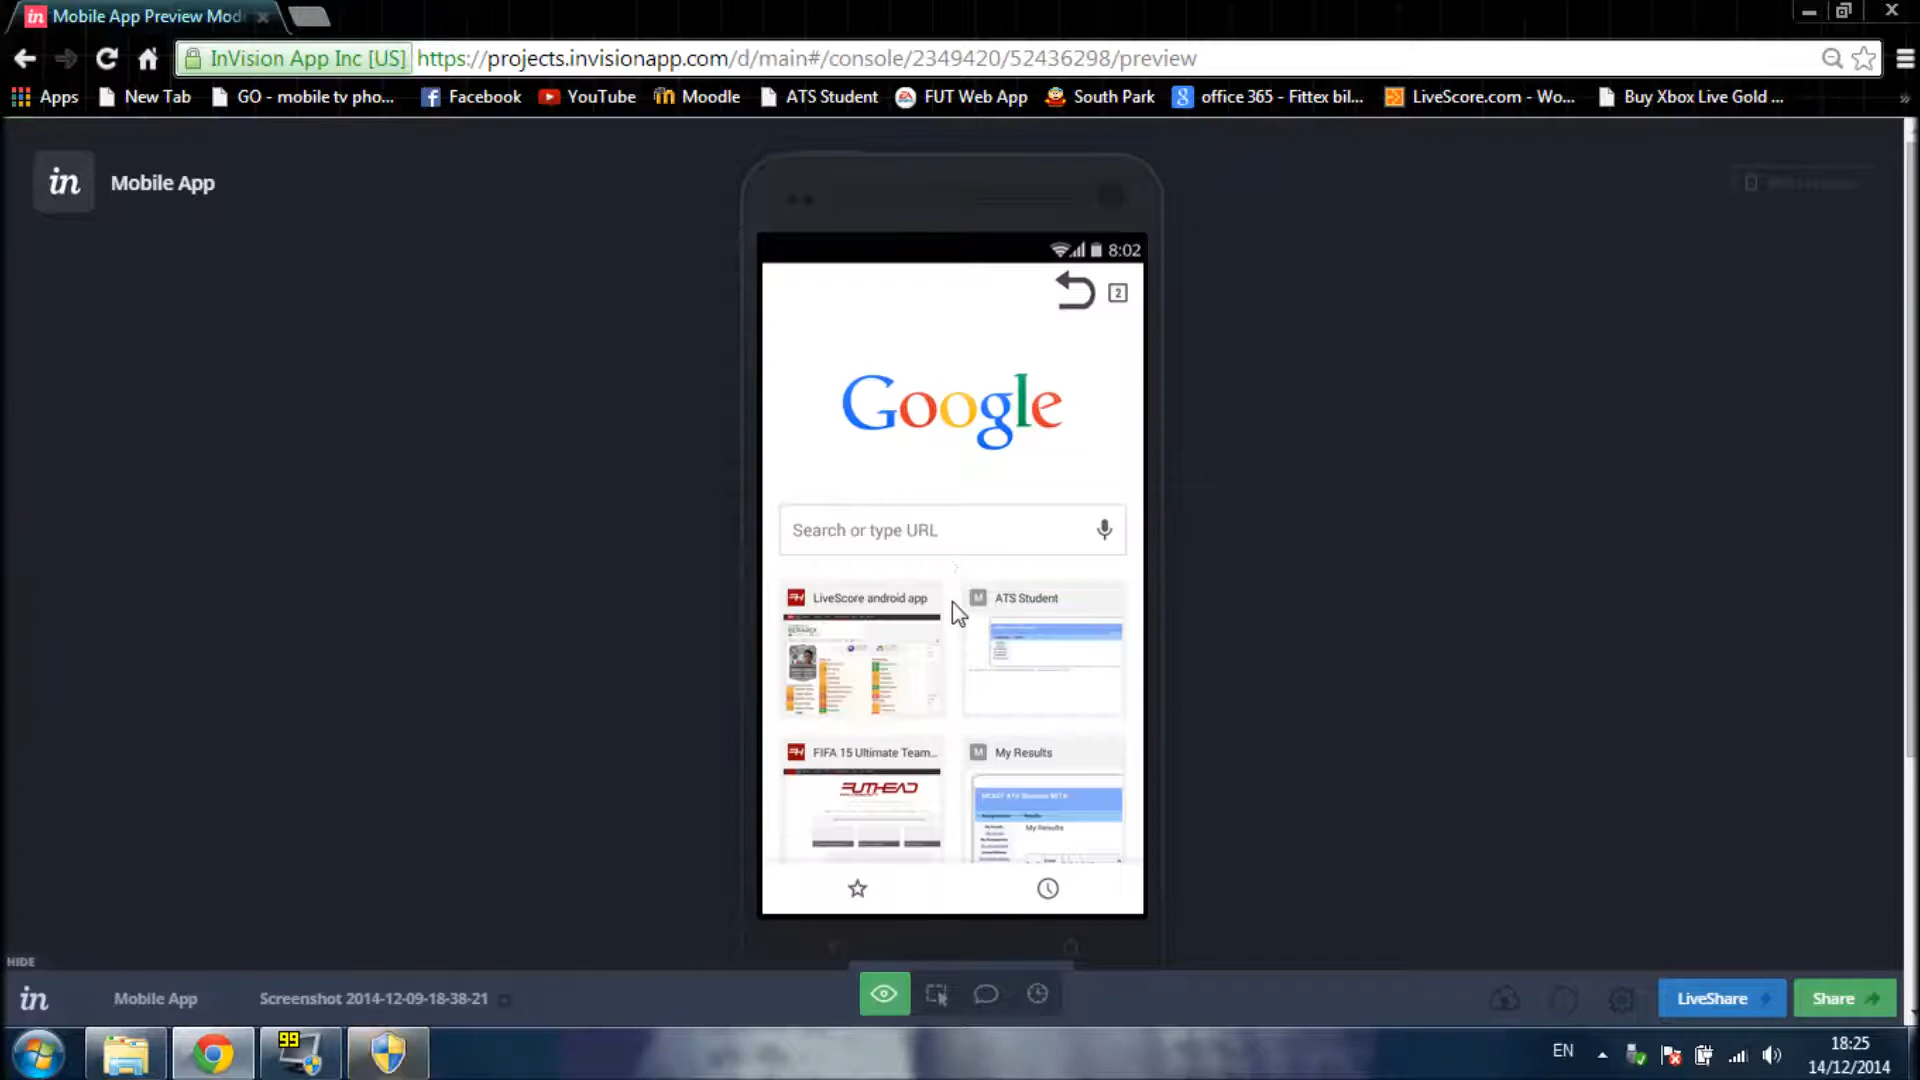 in Mobile App Preview Mod
InVision App Inc [US] https://projects.invisionapp.com/d/main#/console/2349420/52436298/preview
Apps New Tab GO - mobile tv pho... Facebook YouTube Moodle ATS Student FUT Web App South Park office 365 - Fittex bil... LiveScore.com - Wo... Buy Xbox Live Gold ... »
in Mobile App
8:02
2
Google
Search or type URL
LiveScore android app
M ATS Student
FIFA 15 Ultimate Team...
M My Results
FUTHEAD
My Results
HIDE
in Mobile App Screenshot 2014-12-09-18-38-21 LiveShare Share
99
EN
18:25
14/12/2014